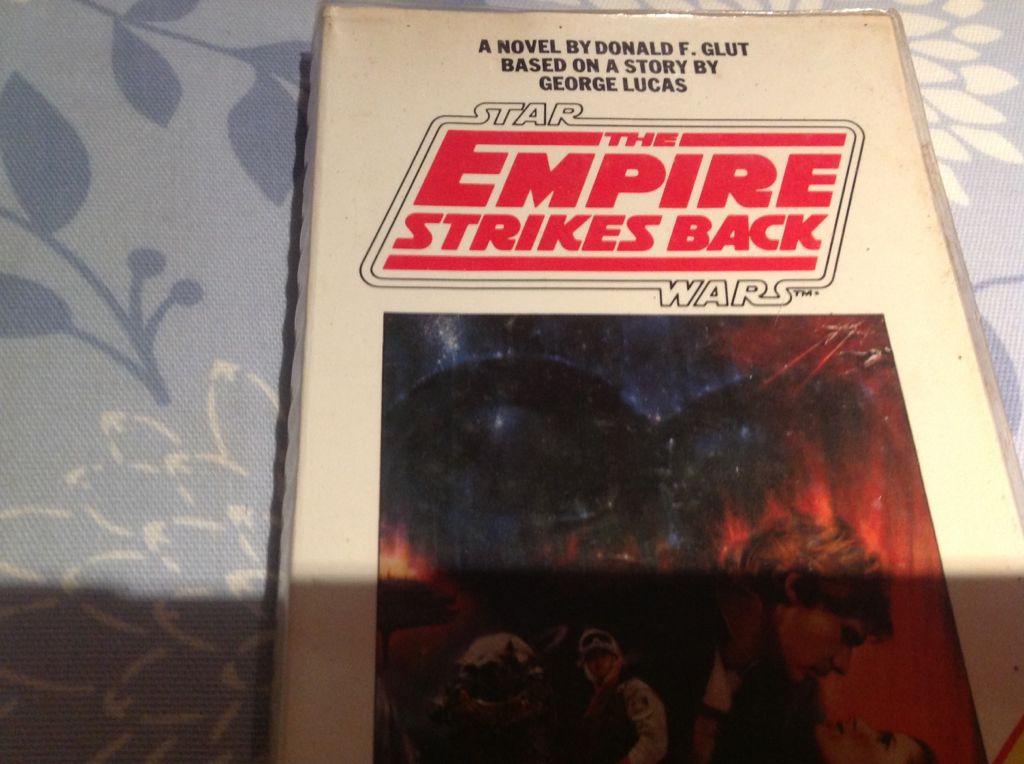 A NOVEL BY DONALD F. GLUT
BASED ON A STORY BY
GEORGE LUCAS
STAR
THE
EMPIRE
STRIKES BACK
WARS™